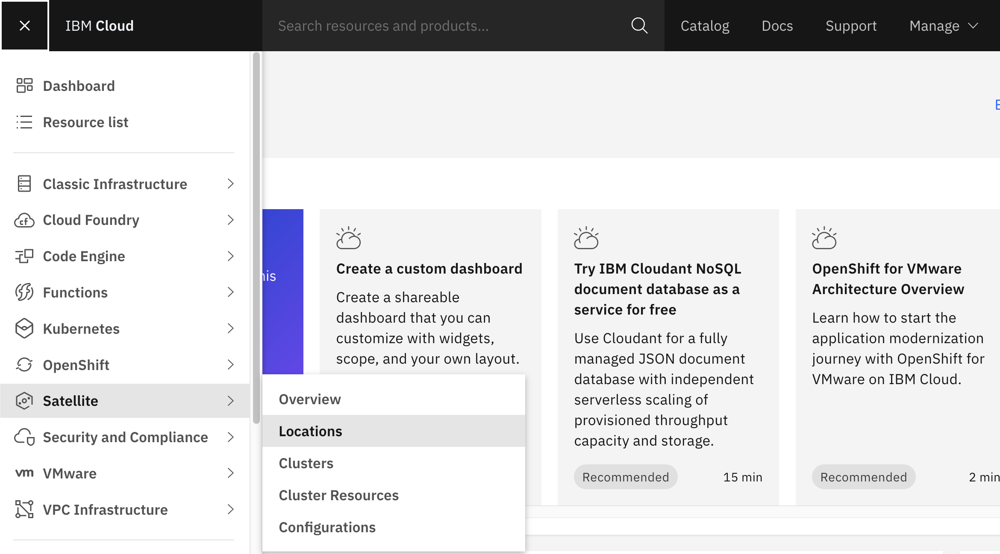 IBM Cloud
Search resources and products...
Catalog
Docs
Support
Manage
Dashboard
Resource list
Classic Infrastructure
Cloud Foundry
Code Engine
Functions
Kubernetes
OpenShift
Satellite
Security and Compliance
vm VMware
VPC Infrastructure
Overview
Locations
Clusters
Cluster Resources
Configurations
Create a custom dashboard
Create a shareable
dashboard that you can
customize with widgets,
scope, and your own layout.
Try IBM Cloudant NoSQL
document database as a
service for free
Use Cloudant for a fully
managed JSON document
database with independent
serverless scaling of
provisioned throughput
capacity and storage.
Recommended
15 min
OpenShift for VMware
Architecture Overview
Learn how to start the
application modernization
journey with OpenShift for
VMware on IBM Cloud.
Recommended
2 min